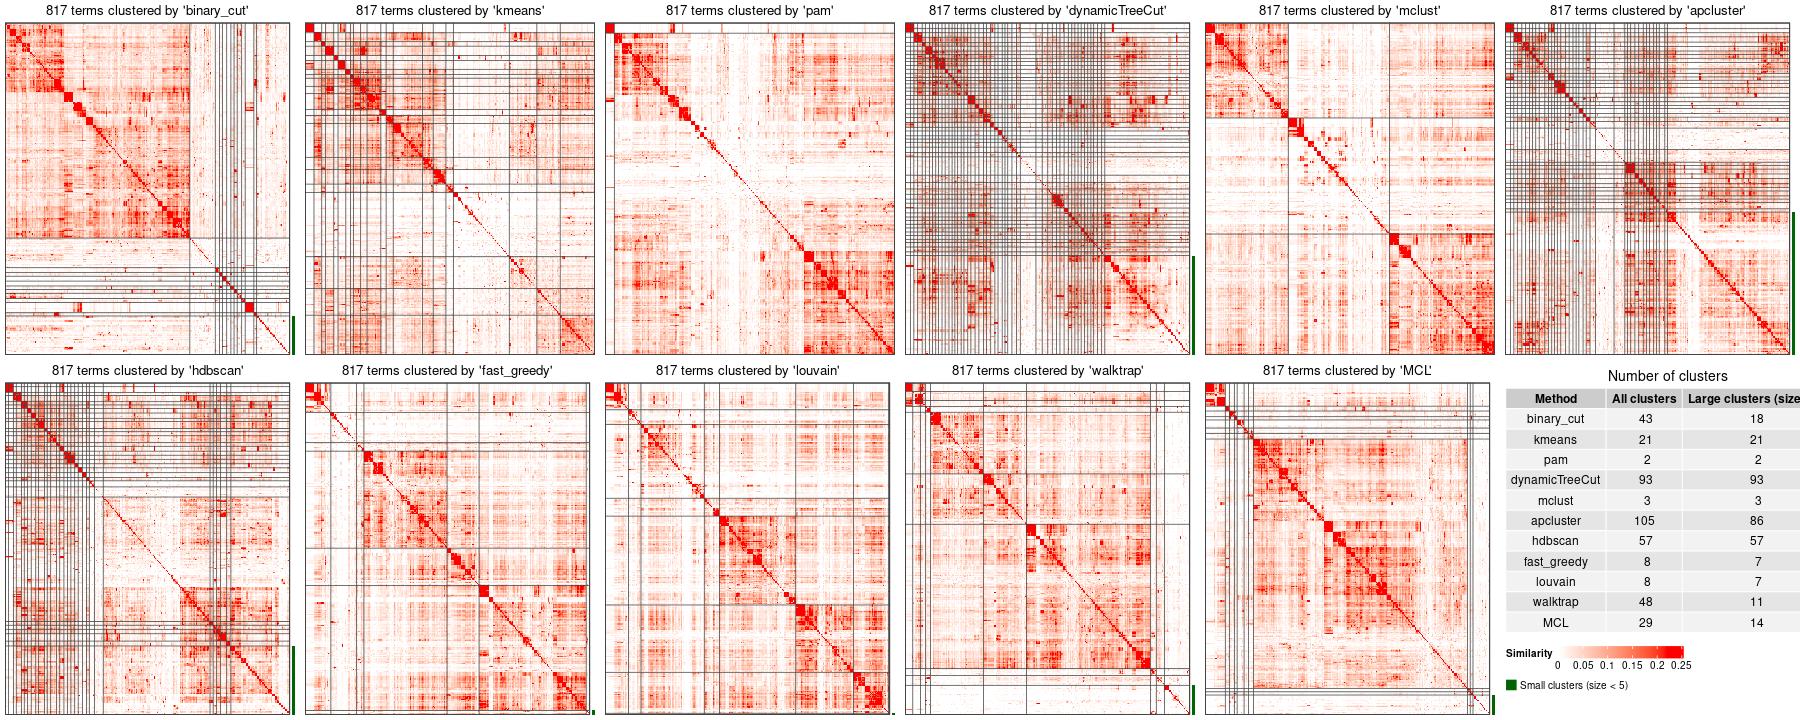 817 terms clustered by 'binary_cut'
817 terms clustered by 'kmeans'
817 terms clustered by 'pam'
817 terms clustered by 'dynamicTreeCut'
817 terms clustered by 'mclust'
817 terms clustered by 'apcluster'
817 terms clustered by 'hdbscan'
817 terms clustered by 'fast_greedy'
817 terms clustered by 'louvain'
817 terms clustered by 'walktrap'
817 terms clustered by 'MCL'
Number of clusters
Method All clusters Large clusters (size
binary_cut 43 18
kmeans 21 21
pam 2 2
dynamicTreeCut 93 93
mclust 3 3
apcluster 105 86
hdbscan 57 57
fast_greedy 8 7
louvain 8 7
walktrap 48 11
MCL 29 14
Similarity
0 0.05 0.1 0.15 0.2 0.25
Small clusters (size < 5)